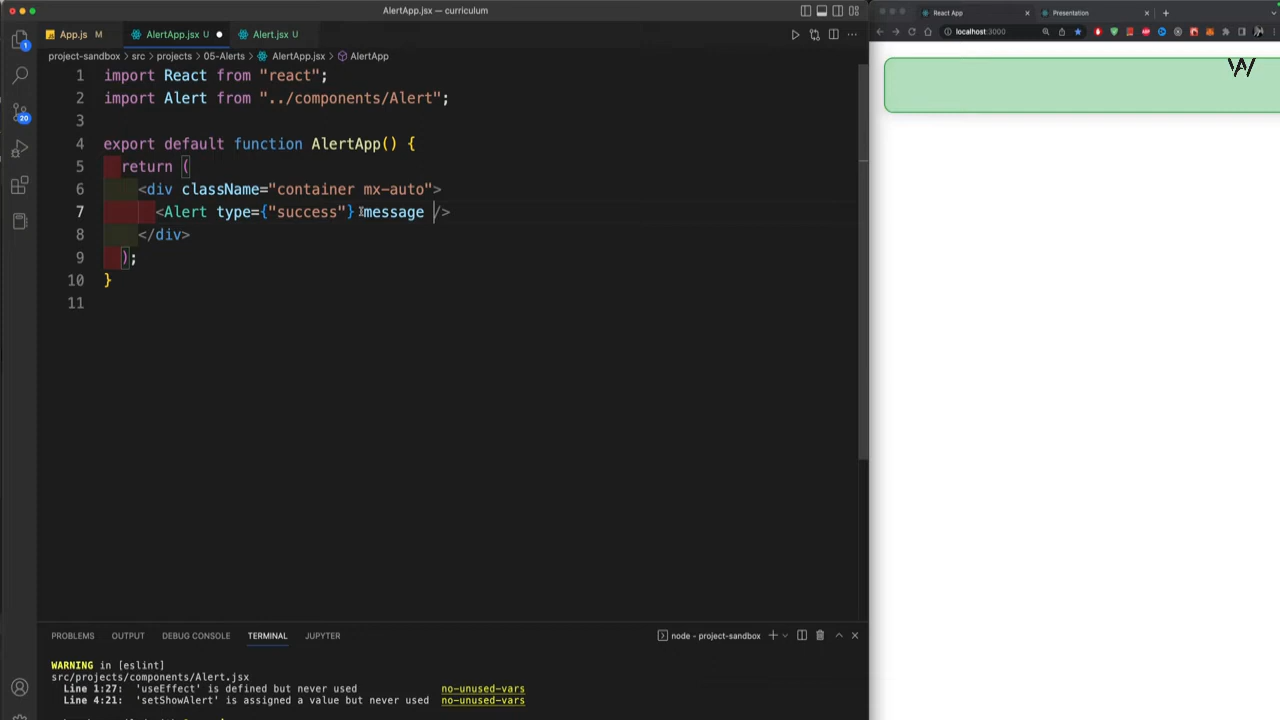 AlertApp.jsx — curriculum
App.js M
AlertApp.jsx U
Alert.jsx U
project-sandbox > src > projects > 05-Alerts > AlertApp.jsx > AlertApp
1 import React from "react";
2 import Alert from "../components/Alert";
3
4 export default function AlertApp() {
5 return (
6 <div className="container mx-auto">
7 <Alert type={"success"} message />
8 </div>
9 );
10 }
11
PROBLEMS OUTPUT DEBUG CONSOLE TERMINAL JUPYTER
node - project-sandbox
WARNING in [eslint]
src/projects/components/Alert.jsx
Line 1:27: 'useEffect' is defined but never used no-unused-vars
Line 4:21: 'setShowAlert' is assigned a value but never used no-unused-vars
1
20
React App
Presentation
localhost:3000
W